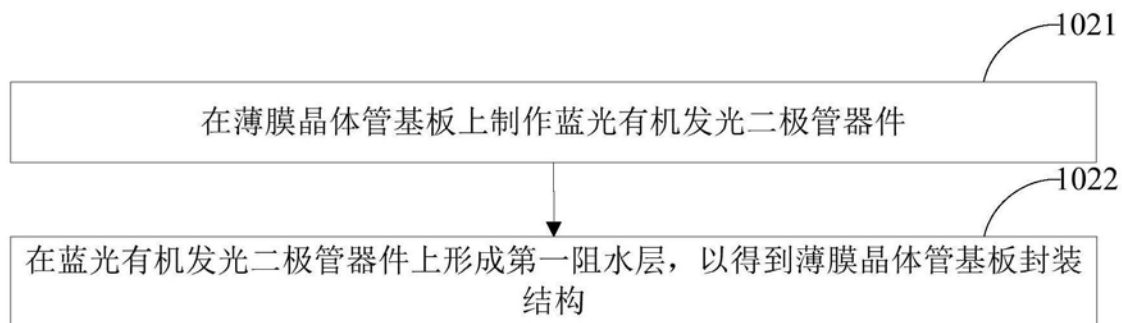 1021
在薄膜晶体管基板上制作蓝光有机发光二极管器件
1022
在蓝光有机发光二极管器件上形成第一阻水层，以得到薄膜晶体管基板封装
结构